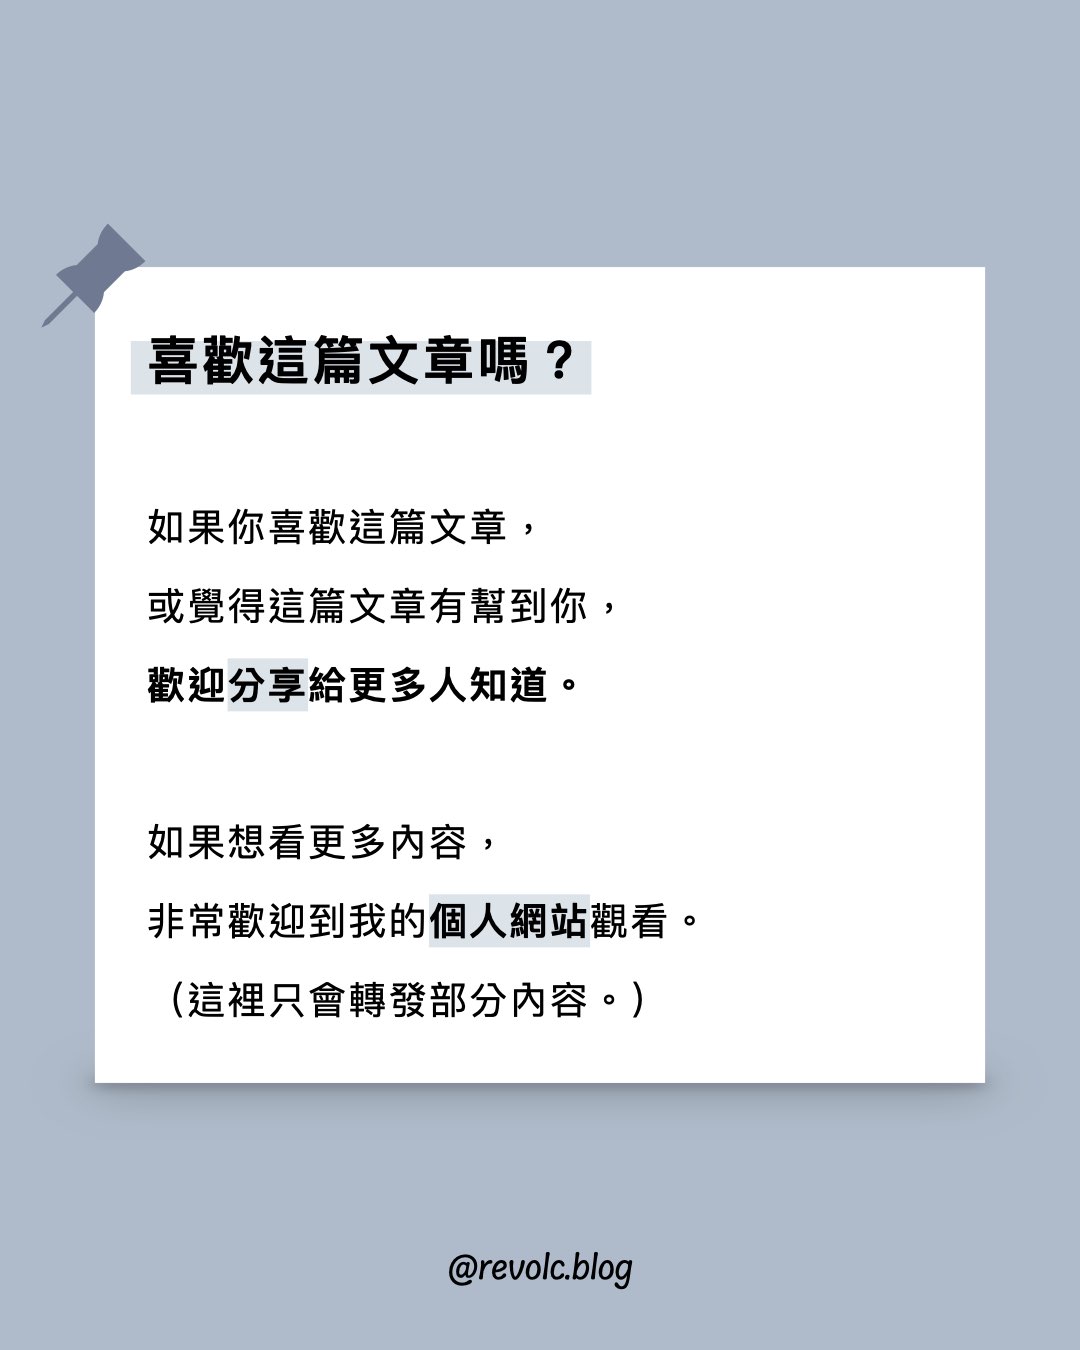 喜歡這篇文章嗎？
如果你喜歡這篇文章，
或覺得這篇文章有幫到你，
歡迎分享給更多人知道。
如果想看更多內容，
非常歡迎到我的個人網站觀看。
（這裡只會轉發部分內容。）
@revolc.blog